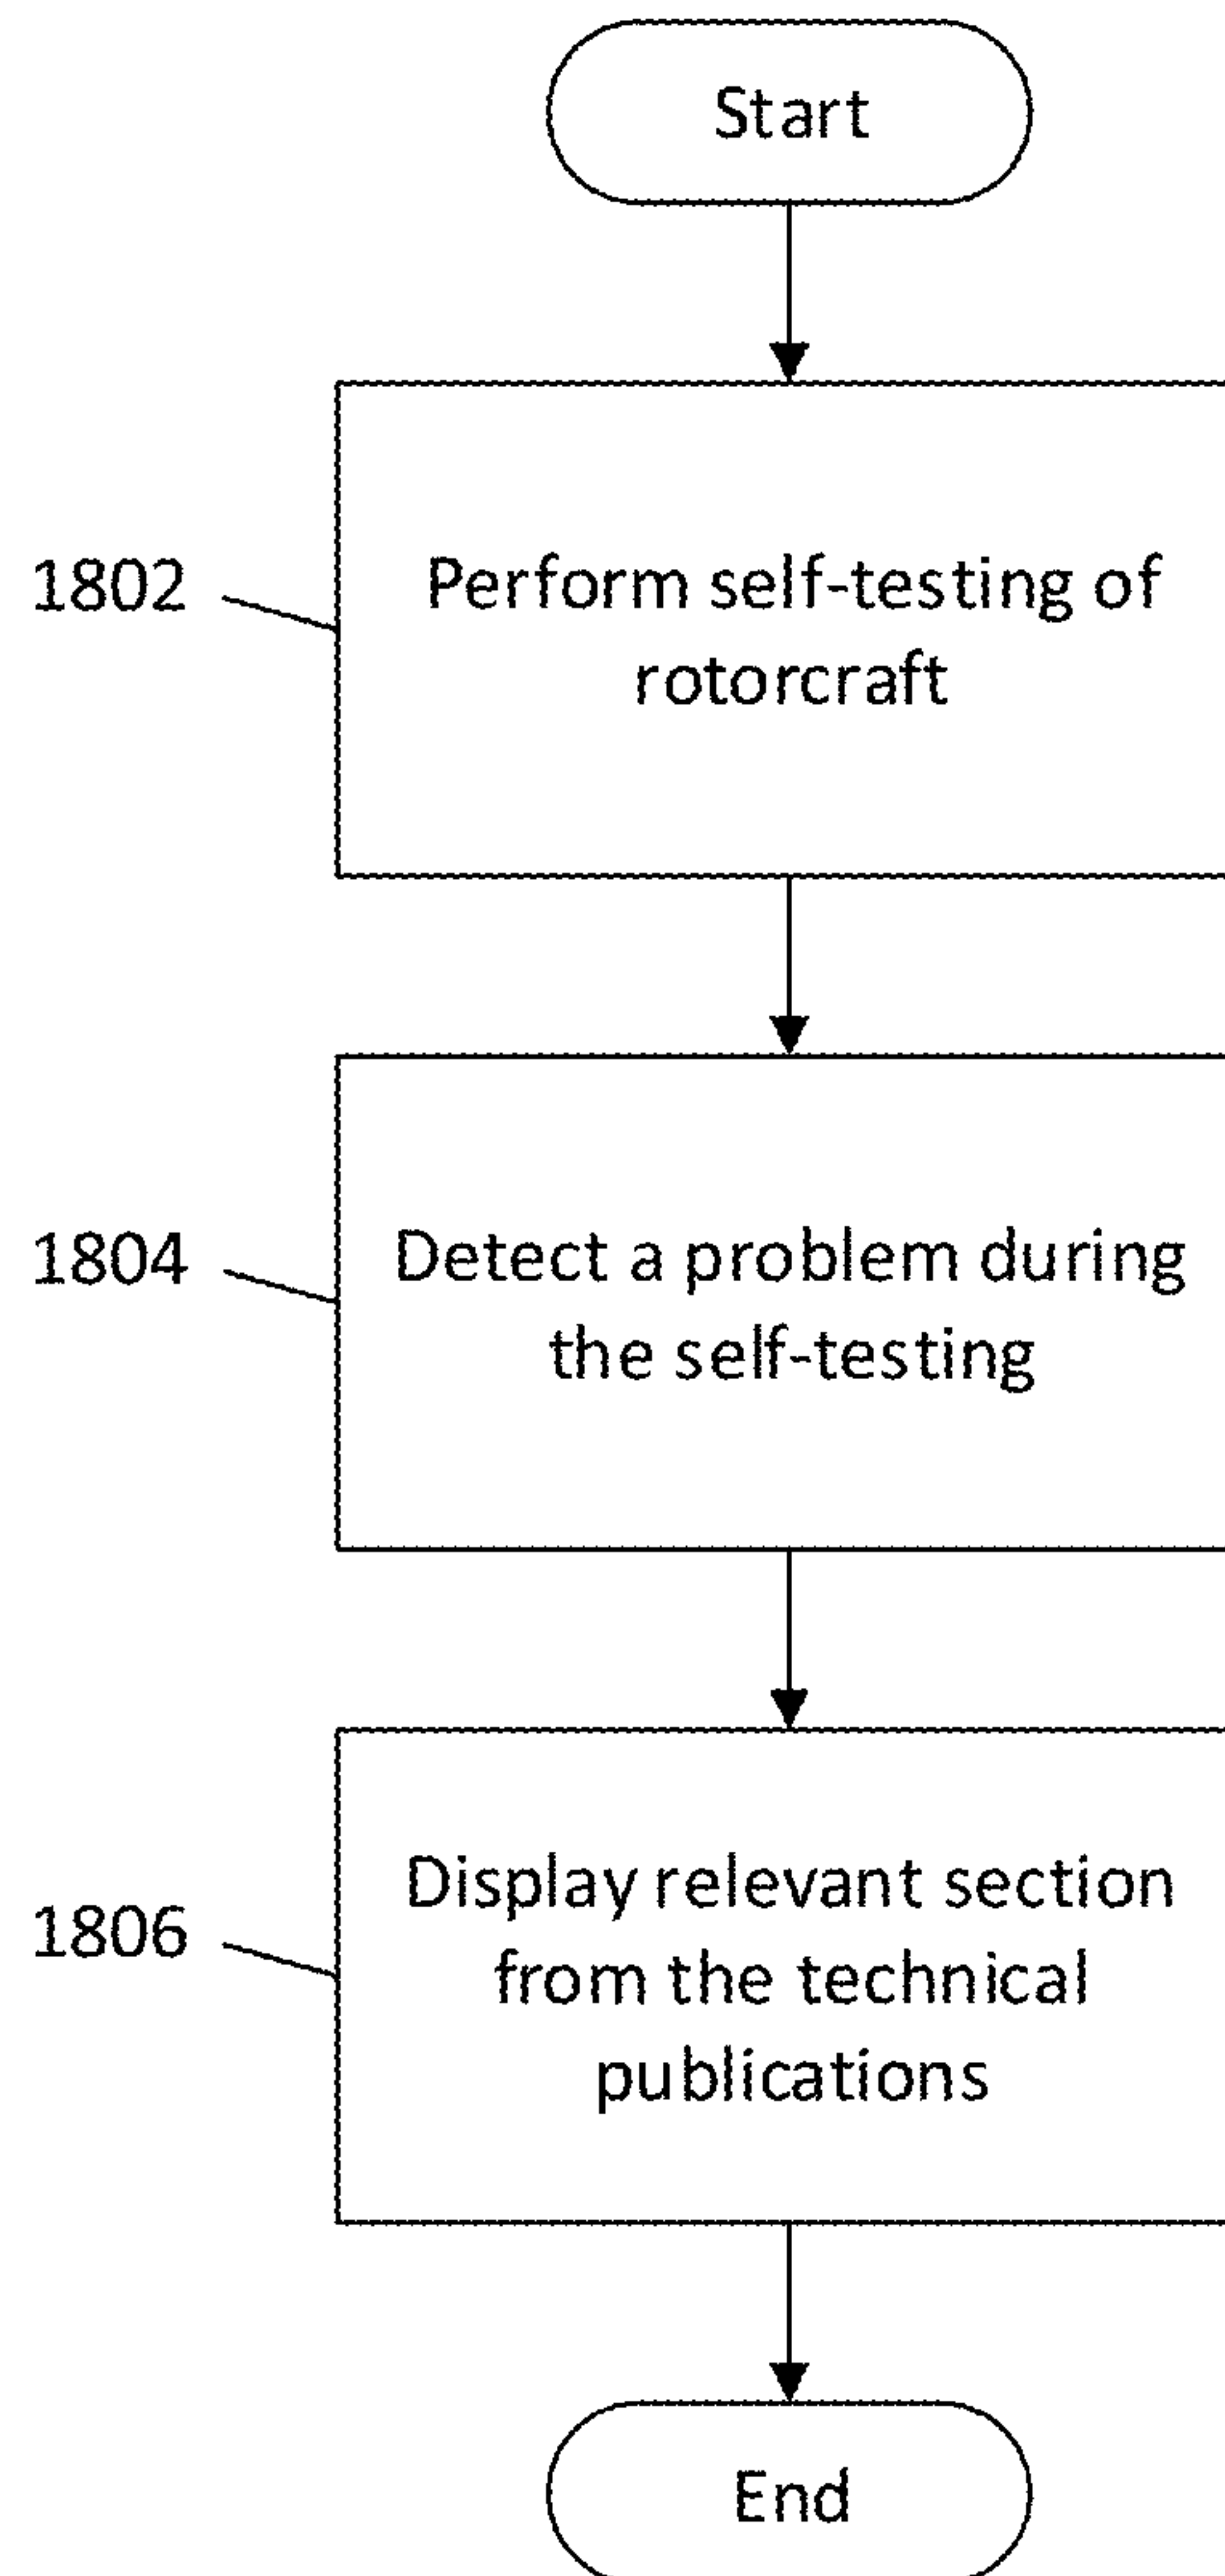 Start
1802
Perform self-testing of
rotorcraft
1804
Detect a problem during
the self-testing
1806
Display relevant section
from the technical
publications
End